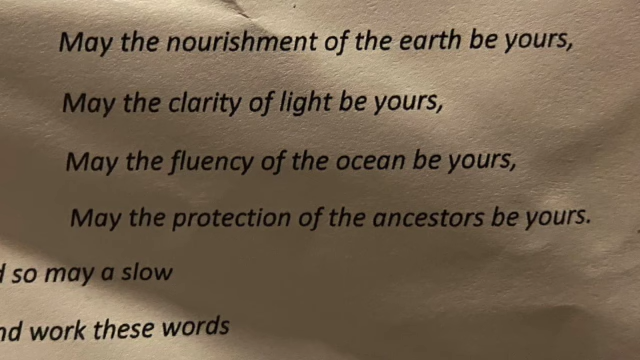 May the nourishment of the earth be yours,
May the clarity of light be yours,
May the fluency of the ocean be yours,
May the protection of the ancestors be yours.
so may a slow
work these words